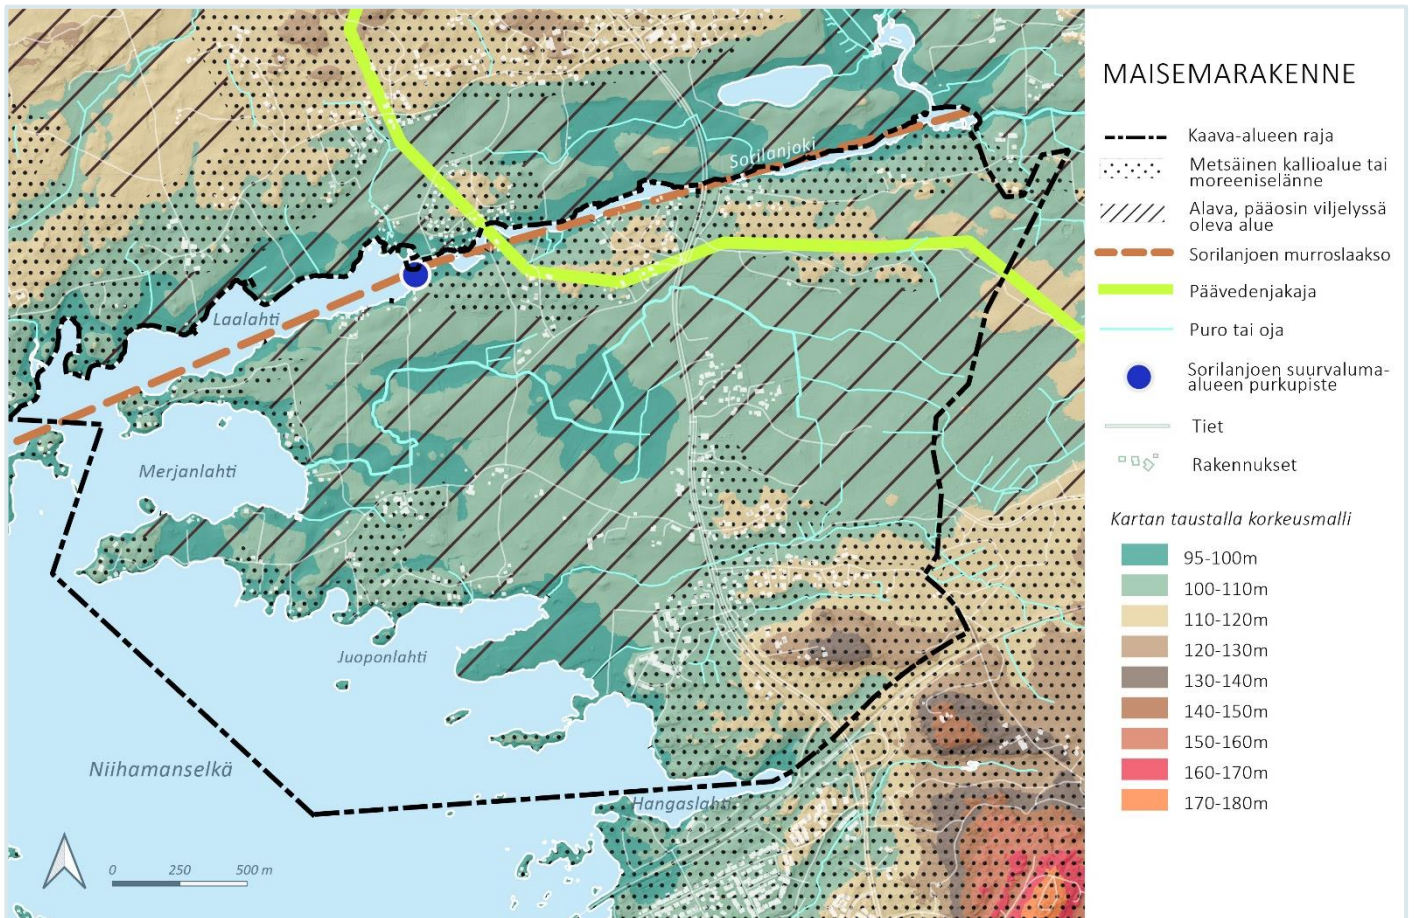 MAISEMARAKENNE
Kaava-alueen raja
Metsäinen kallioalue tai
moreeniselänne
Alava, pääosin viljelyssä
oleva alue
Sorilanjoen murroslaakso
Päävedenjakaja
Puro tai oja
Sorilanjoen suurvaluma-
alueen purkupiste
Tiet
Rakennukset
Kartan taustalla korkeusmalli
95-100m
100-110m
110-120m
120-130m
130-140m
140-150m
150-160m
160-170m
170-180m
Sorilanjoki
Laalahti
Merjanlahti
Juoponlahti
Niihamanselkä
Hangaslahti
0 250 500 m